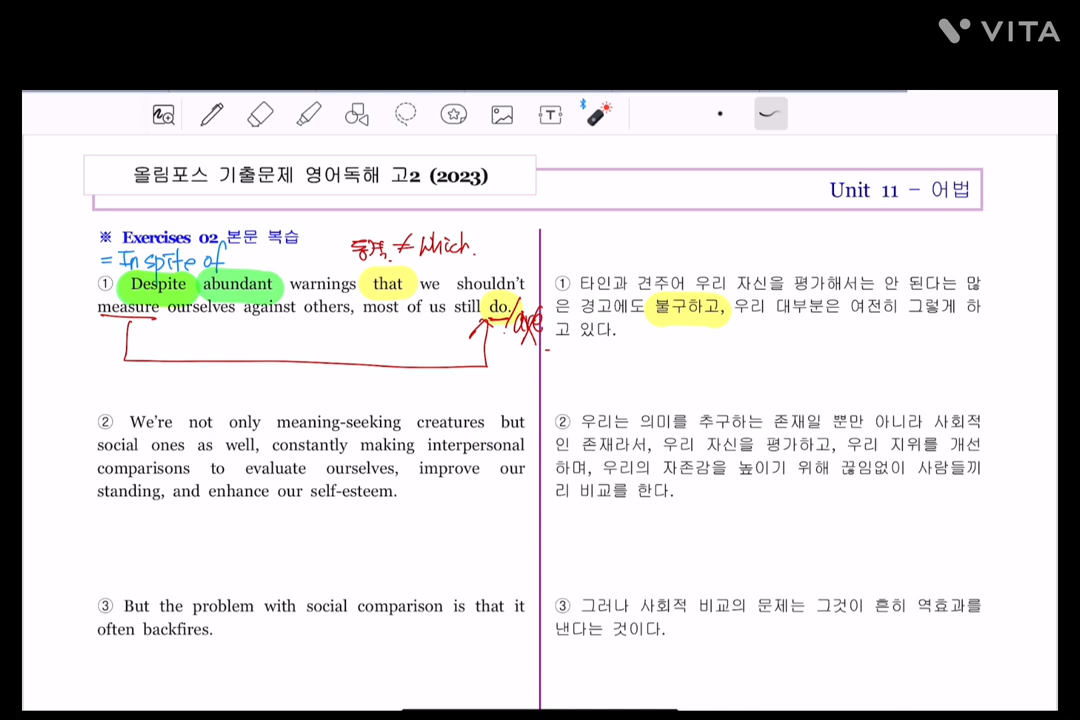 VITA
올림포스 기출문제 영어독해 고2 (2023)
Unit 11 - 어법
※ Exercises 02 본문 복습
= In spite of
동격 ≠ which.
① Despite abundant warnings that we shouldn't
measure ourselves against others, most of us still do.
/are
① 타인과 견주어 우리 자신을 평가해서는 안 된다는 많
은 경고에도 불구하고, 우리 대부분은 여전히 그렇게 하
고 있다.
② We're not only meaning-seeking creatures but
social ones as well, constantly making interpersonal
comparisons to evaluate ourselves, improve our
standing, and enhance our self-esteem.
② 우리는 의미를 추구하는 존재일 뿐만 아니라 사회적
인 존재라서, 우리 자신을 평가하고, 우리 지위를 개선
하며, 우리의 자존감을 높이기 위해 끊임없이 사람들끼
리 비교를 한다.
③ But the problem with social comparison is that it
often backfires.
③ 그러나 사회적 비교의 문제는 그것이 흔히 역효과를
낸다는 것이다.